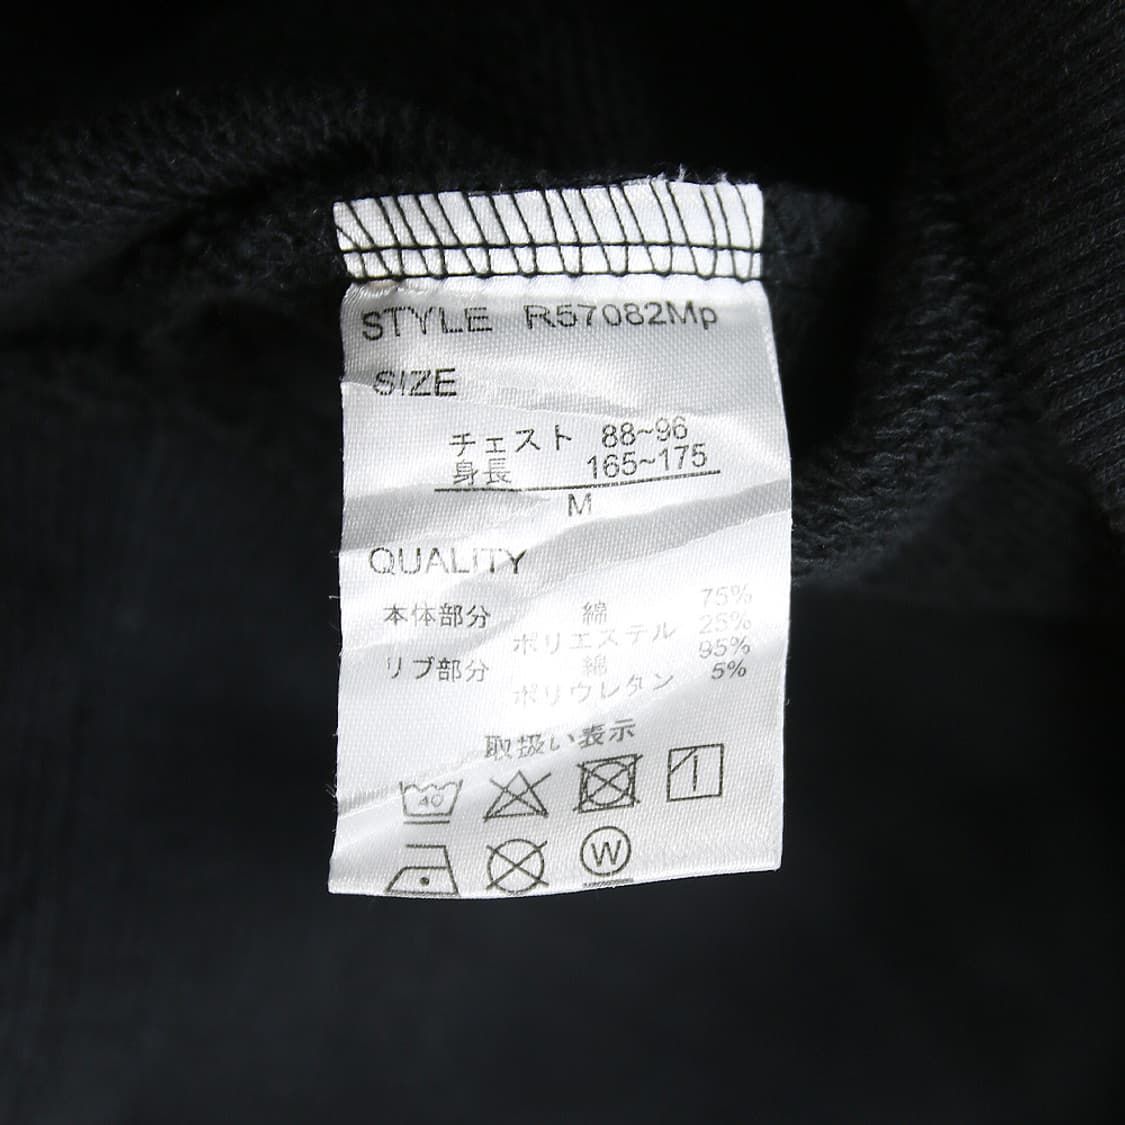 STYLE R57082Mp
SIZE
チェスト 88~96
身長 165~175
M
QUALITY
本体部分 綿 75%
ポリエステル 25%
リブ部分 綿 95%
ポリウレタン 5%
取扱い表示
40
W